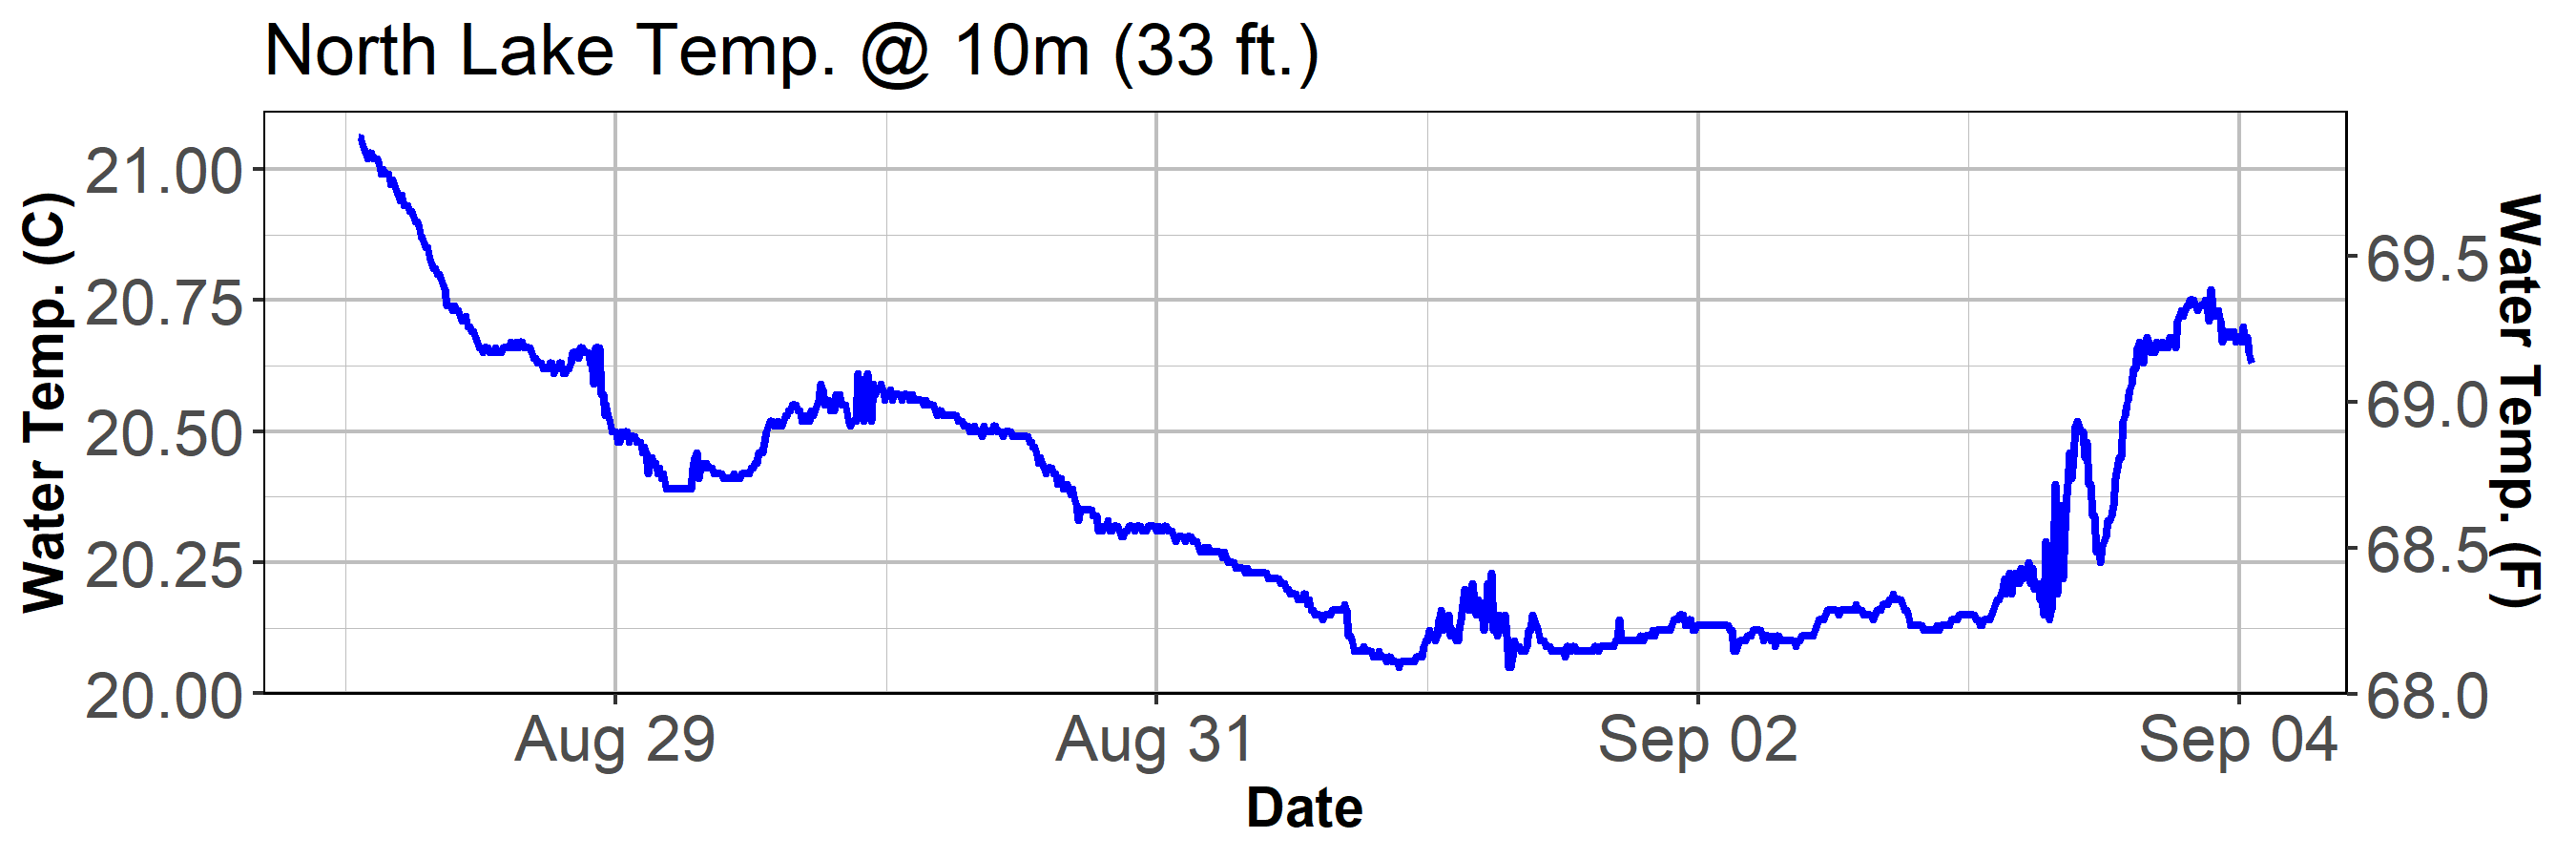 North Lake Temp. @ 10m (33 ft.)
Water Temp. (C)
21.00
20.75
20.50
20.25
20.00
69.5
69.0
68.5
68.0
Water Temp. (F)
Aug 29 Aug 31 Sep 02 Sep 04
Date